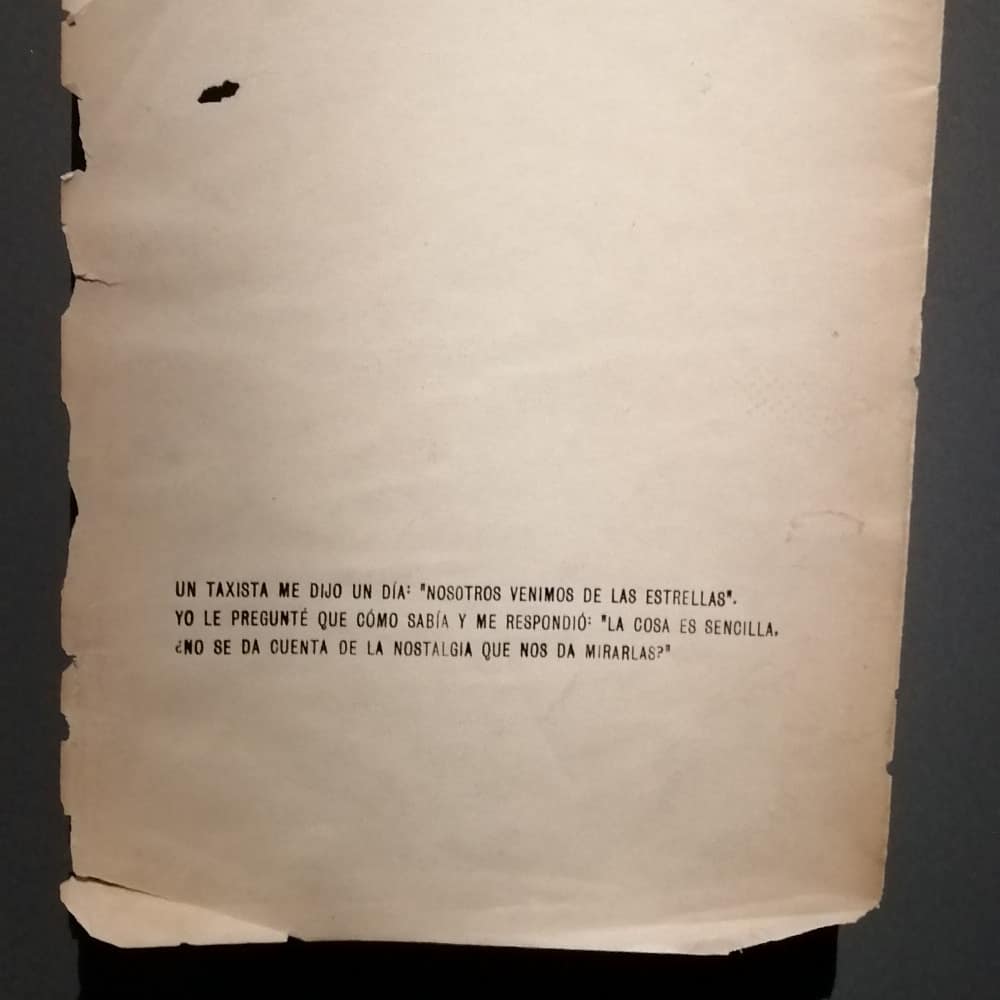 UN TAXISTA ME DIJO UN DÍA: "NOSOTROS VENIMOS DE LAS ESTRELLAS".
YO LE PREGUNTÉ QUE CÓMO SABÍA Y ME RESPONDIÓ: "LA COSA ES SENCILLA,
¿NO SE DA CUENTA DE LA NOSTALGIA QUE NOS DA MIRARLAS?"